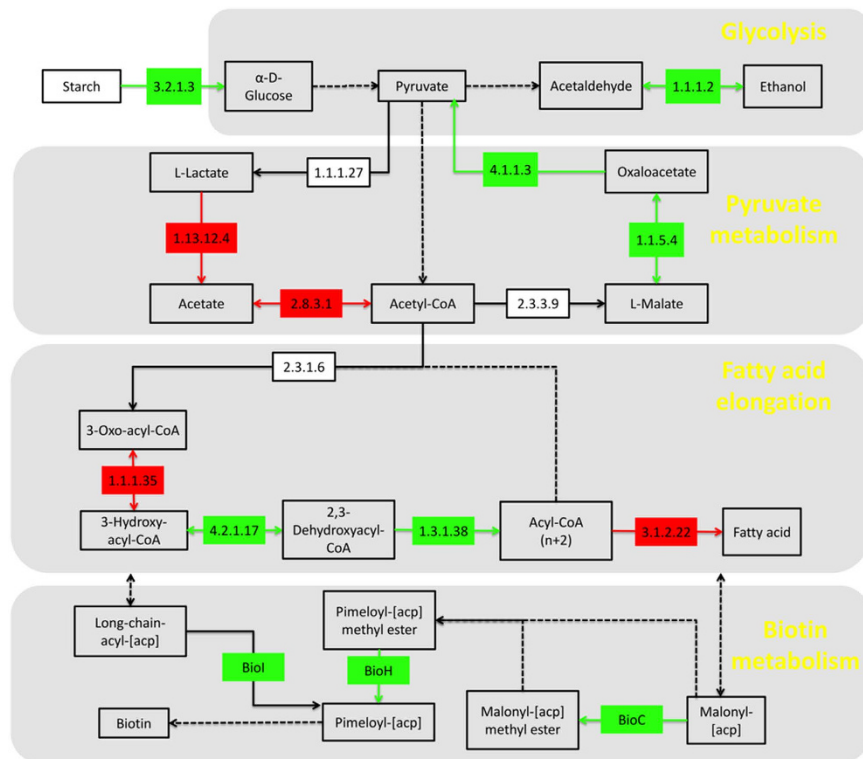 Glycolysis
Starch
3.2.1.3
α-D-
Glucose
Pyruvate
Acetaldehyde
1.1.1.2
Ethanol
L-Lactate
1.1.1.27
4.1.1.3
Oxaloacetate
Pyruvate
metabolism
1.13.12.4
1.1.5.4
Acetate
2.8.3.1
Acetyl-CoA
2.3.3.9
L-Malate
2.3.1.6
Fatty acid
elongation
3-Oxo-acyl-CoA
1.1.1.35
3-Hydroxy-
acyl-CoA
4.2.1.17
2,3-
Dehydroxyacyl-
CoA
1.3.1.38
Acyl-CoA
(n+2)
3.1.2.22
Fatty acid
Long-chain-
acyl-[acp]
Pimeloyl-[acp]
methyl ester
Biotin
metabolism
BioI
BioH
Biotin
Pimeloyl-[acp]
Malonyl-[acp]
methyl ester
BioC
Malonyl-
[acp]